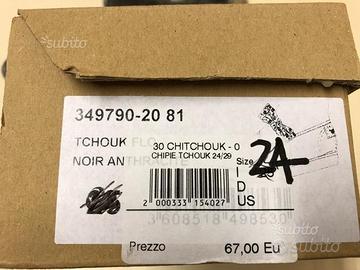 subito
349790-20 81
TCHOUK FLO
30 CHITCHOUK - 0
NOIR ANTHRACITE
CHIPIE TCHOUK 24/29
Size
24
I
D
US
2 000333 154027
3 608518 498530
Prezzo
67,00 Eu
subito
subito